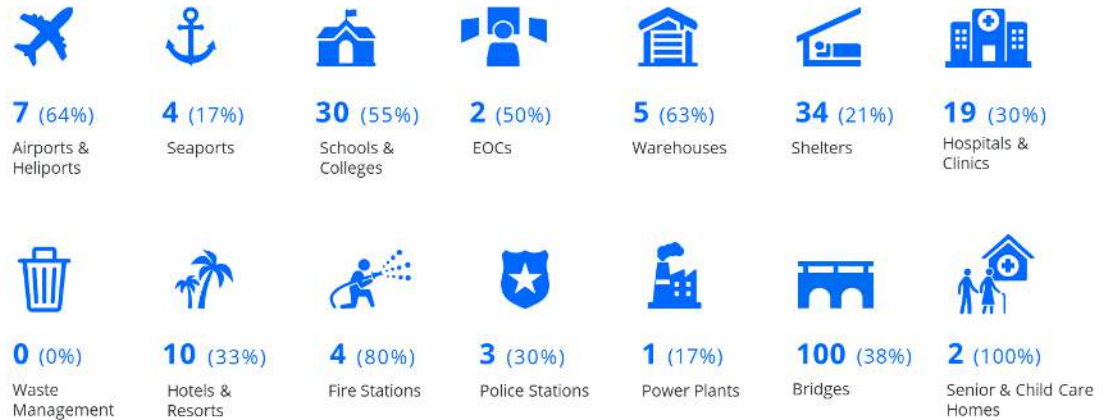 7 (64%)
Airports &
Heliports
4 (17%)
Seaports
30 (55%)
Schools &
Colleges
2 (50%)
EOCs
5 (63%)
Warehouses
34 (21%)
Shelters
19 (30%)
Hospitals &
Clinics
0 (0%)
Waste
Management
10 (33%)
Hotels &
Resorts
4 (80%)
Fire Stations
3 (30%)
Police Stations
1 (17%)
Power Plants
100 (38%)
Bridges
2 (100%)
Senior & Child Care
Homes